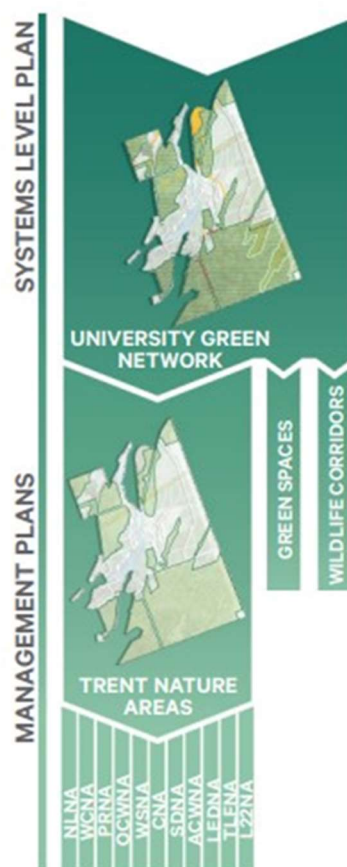 SYSTEMS LEVEL PLAN
UNIVERSITY GREEN
NETWORK
MANAGEMENT PLANS
TRENT NATURE
AREAS
GREEN SPACES
WILDLIFE CORRIDORS
NLNA
WCNA
PRNA
OCWNA
WSNA
CNA
SDNA
ACWNA
LEDNA
TLENA
L22NA